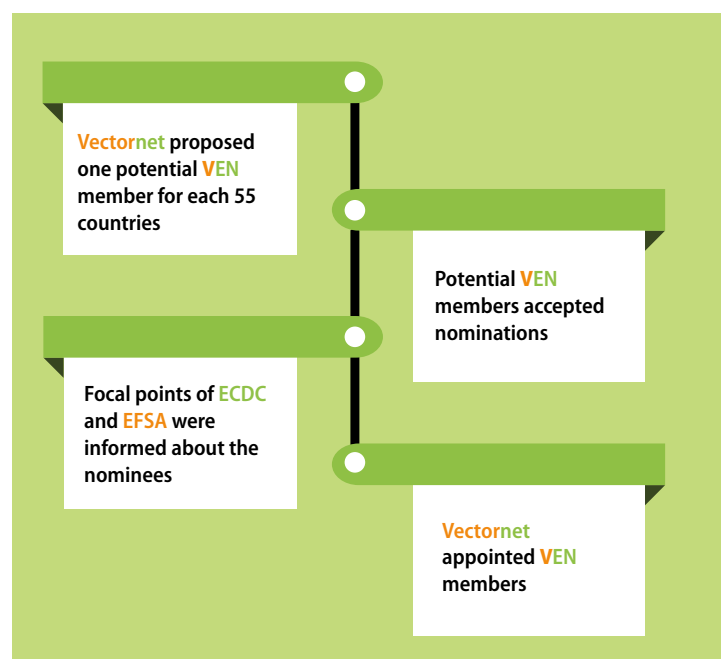 Vectornet proposed
one potential VEN
member for each 55
countries
Potential VEN
members accepted
nominations
Focal points of ECDC
and EFSA were
informed about the
nominees
Vectornet
appointed VEN
members